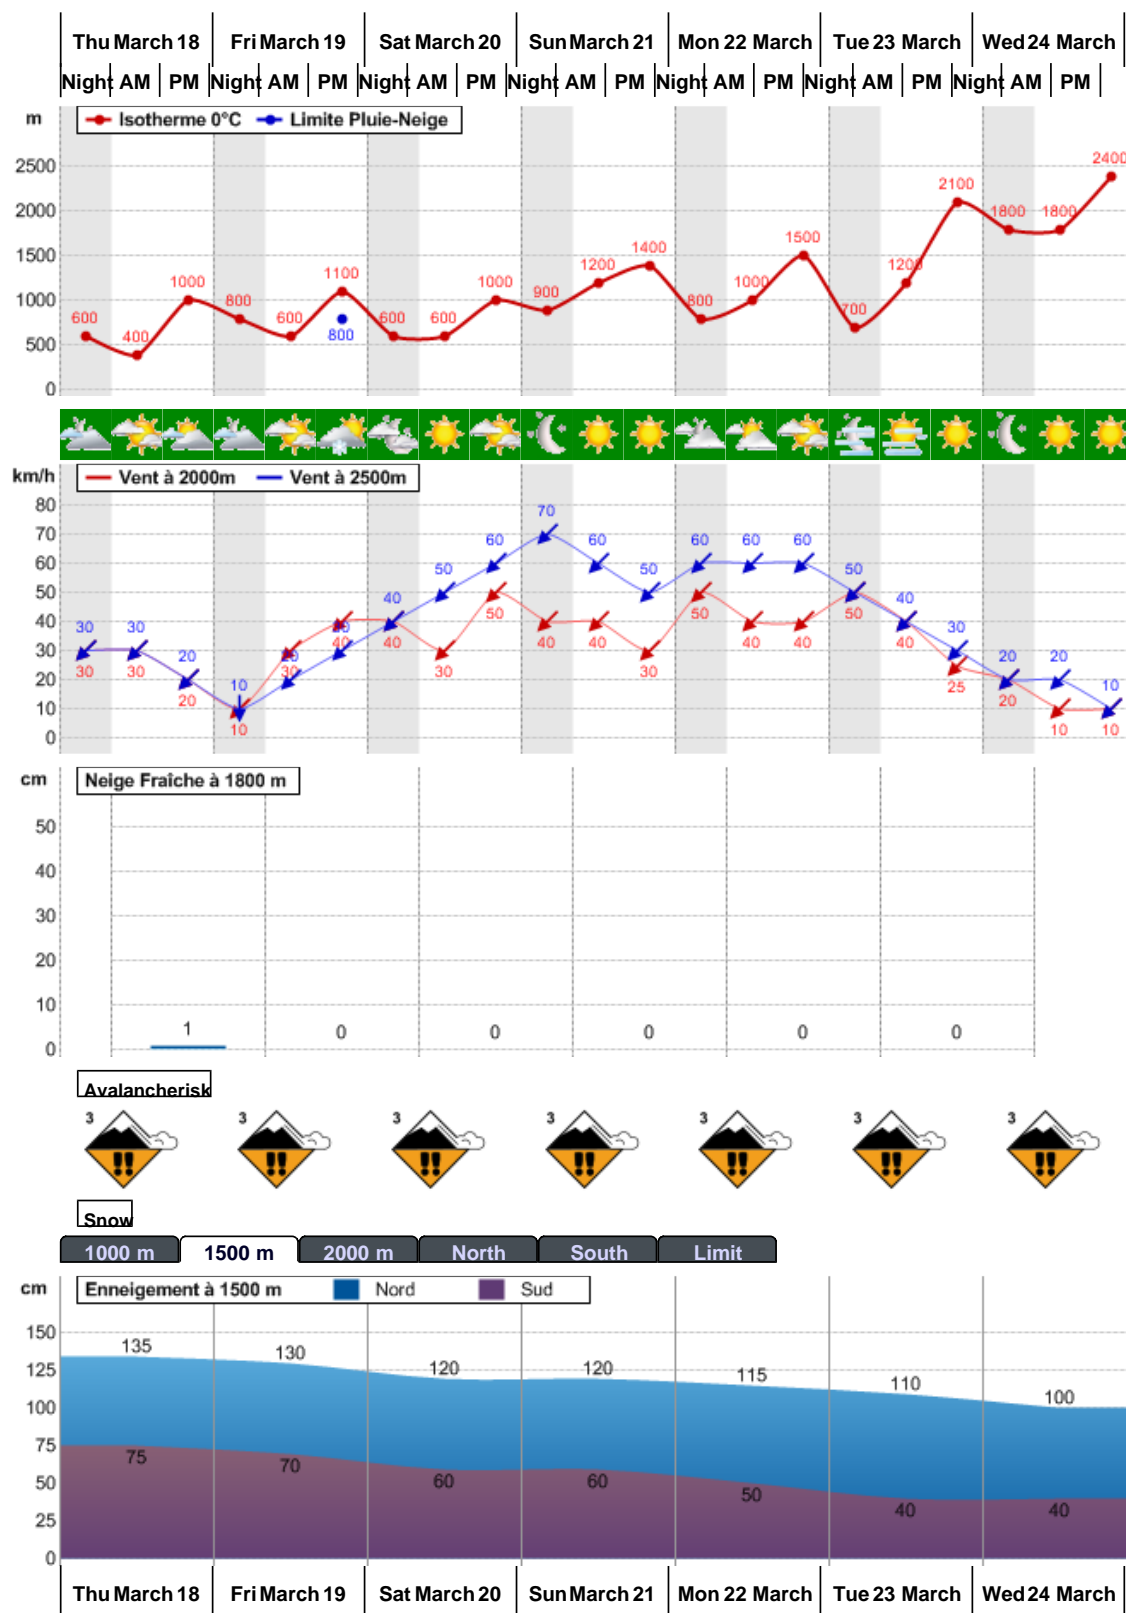 Thu March 18 Fri March 19 Sat March 20 Sun March 21 Mon 22 March Tue 23 March Wed 24 March
Night AM PM Night AM PM Night AM PM Night AM PM Night AM PM Night AM PM Night AM PM
m Isotherme 0°C Limite Pluie-Neige
2400
2500
2100
2000
1800 1800
1500
1500
1400
1200 1200
1100
1000 1000 1000
1000
900
800 800
700
600 600 600 600
800
400
500
0
km/h Vent à 2000m Vent à 2500m
80
70
70
60 60 60 60 60
60
50 50 50
50
50 50 50
40 40
40
40 40 40 40 40 40 40
30 30 20 30
30
30 30 30 30 30
20 20 20 20
20
25
20 20
10 10
10
10 10 10
0
cm Neige Fraîche à 1800 m
50
40
30
20
10
1 0 0 0 0 0
0
Avalancherisk
3 3 3 3 3 3 3
Snow
1000 m 1500 m 2000 m North South Limit
cm Enneigement à 1500 m Nord Sud
150
135 130 120 120 115 110 100
125
100
75
75 70 60 60 50 40 40
50
25
0
Thu March 18 Fri March 19 Sat March 20 Sun March 21 Mon 22 March Tue 23 March Wed 24 March